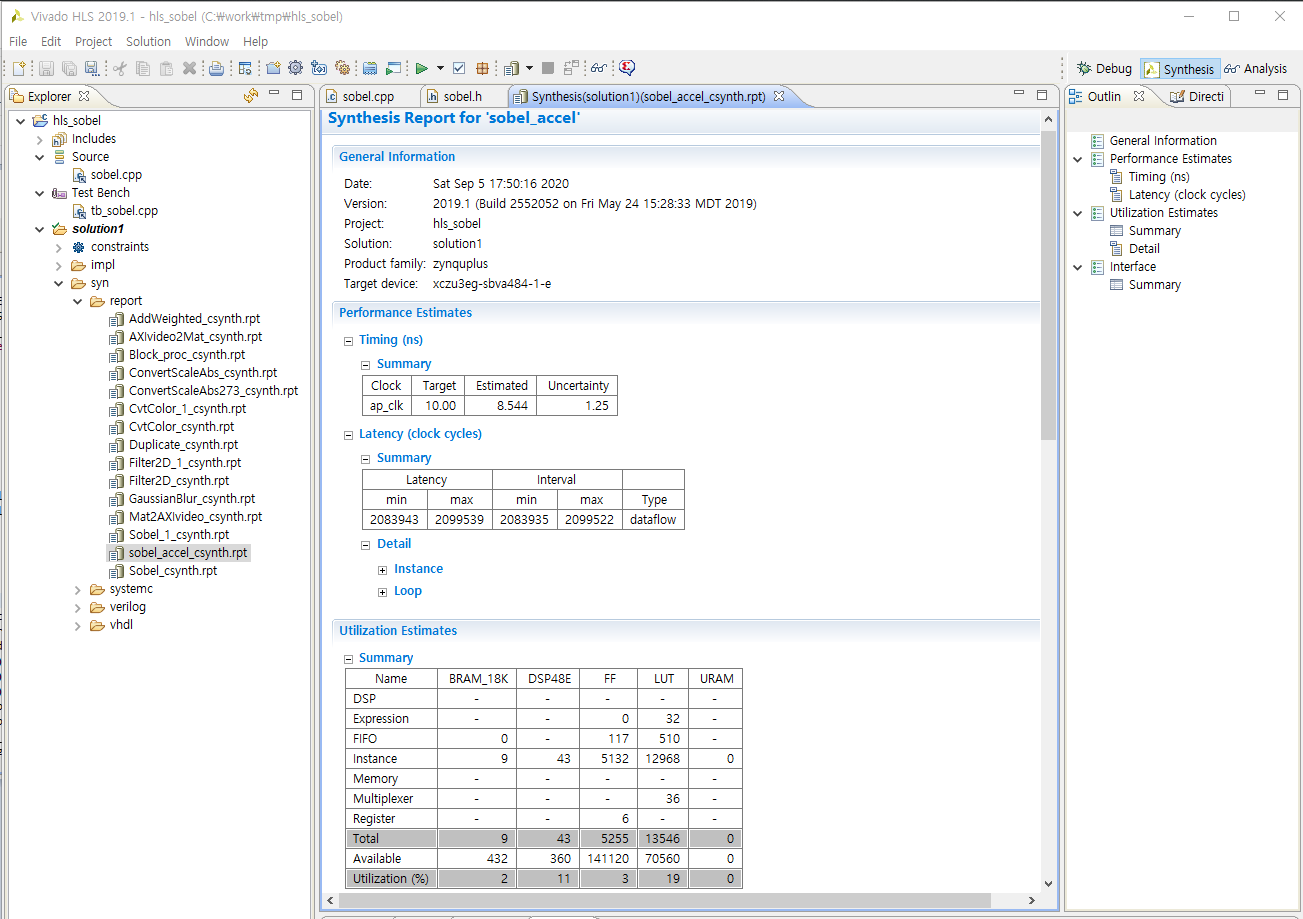 Vivado HLS 2019.1 - hls_sobel (C:₩work₩tmp₩hls_sobel)
File Edit Project Solution Window Help
Debug Synthesis Analysis
Explorer
hls_sobel
Includes
Source
sobel.cpp
Test Bench
tb_sobel.cpp
solution1
constraints
impl
syn
report
AddWeighted_csynth.rpt
AXIvideo2Mat_csynth.rpt
Block_proc_csynth.rpt
ConvertScaleAbs_csynth.rpt
ConvertScaleAbs273_csynth.rpt
CvtColor_1_csynth.rpt
CvtColor_csynth.rpt
Duplicate_csynth.rpt
Filter2D_1_csynth.rpt
Filter2D_csynth.rpt
GaussianBlur_csynth.rpt
Mat2AXIvideo_csynth.rpt
Sobel_1_csynth.rpt
sobel_accel_csynth.rpt
Sobel_csynth.rpt
systemc
verilog
vhdl
sobel.cpp sobel.h Synthesis(solution1)(sobel_accel_csynth.rpt)
Synthesis Report for 'sobel_accel'
General Information
Date: Sat Sep 5 17:50:16 2020
Version: 2019.1 (Build 2552052 on Fri May 24 15:28:33 MDT 2019)
Project: hls_sobel
Solution: solution1
Product family: zynquplus
Target device: xczu3eg-sbva484-1-e
Performance Estimates
Timing (ns)
Summary
Clock Target Estimated Uncertainty
ap_clk 10.00 8.544 1.25
Latency (clock cycles)
Summary
Latency Interval
min max min max Type
2083943 2099539 2083935 2099522 dataflow
Detail
Instance
Loop
Utilization Estimates
Summary
Name BRAM_18K DSP48E FF LUT URAM
DSP - - - - -
Expression - - 0 32 -
FIFO 0 - 117 510 -
Instance 9 43 5132 12968 0
Memory - - - - -
Multiplexer - - - 36 -
Register - - 6 - -
Total 9 43 5255 13546 0
Available 432 360 141120 70560 0
Utilization (%) 2 11 3 19 0
Outlin Directi
General Information
Performance Estimates
Timing (ns)
Latency (clock cycles)
Utilization Estimates
Summary
Detail
Interface
Summary